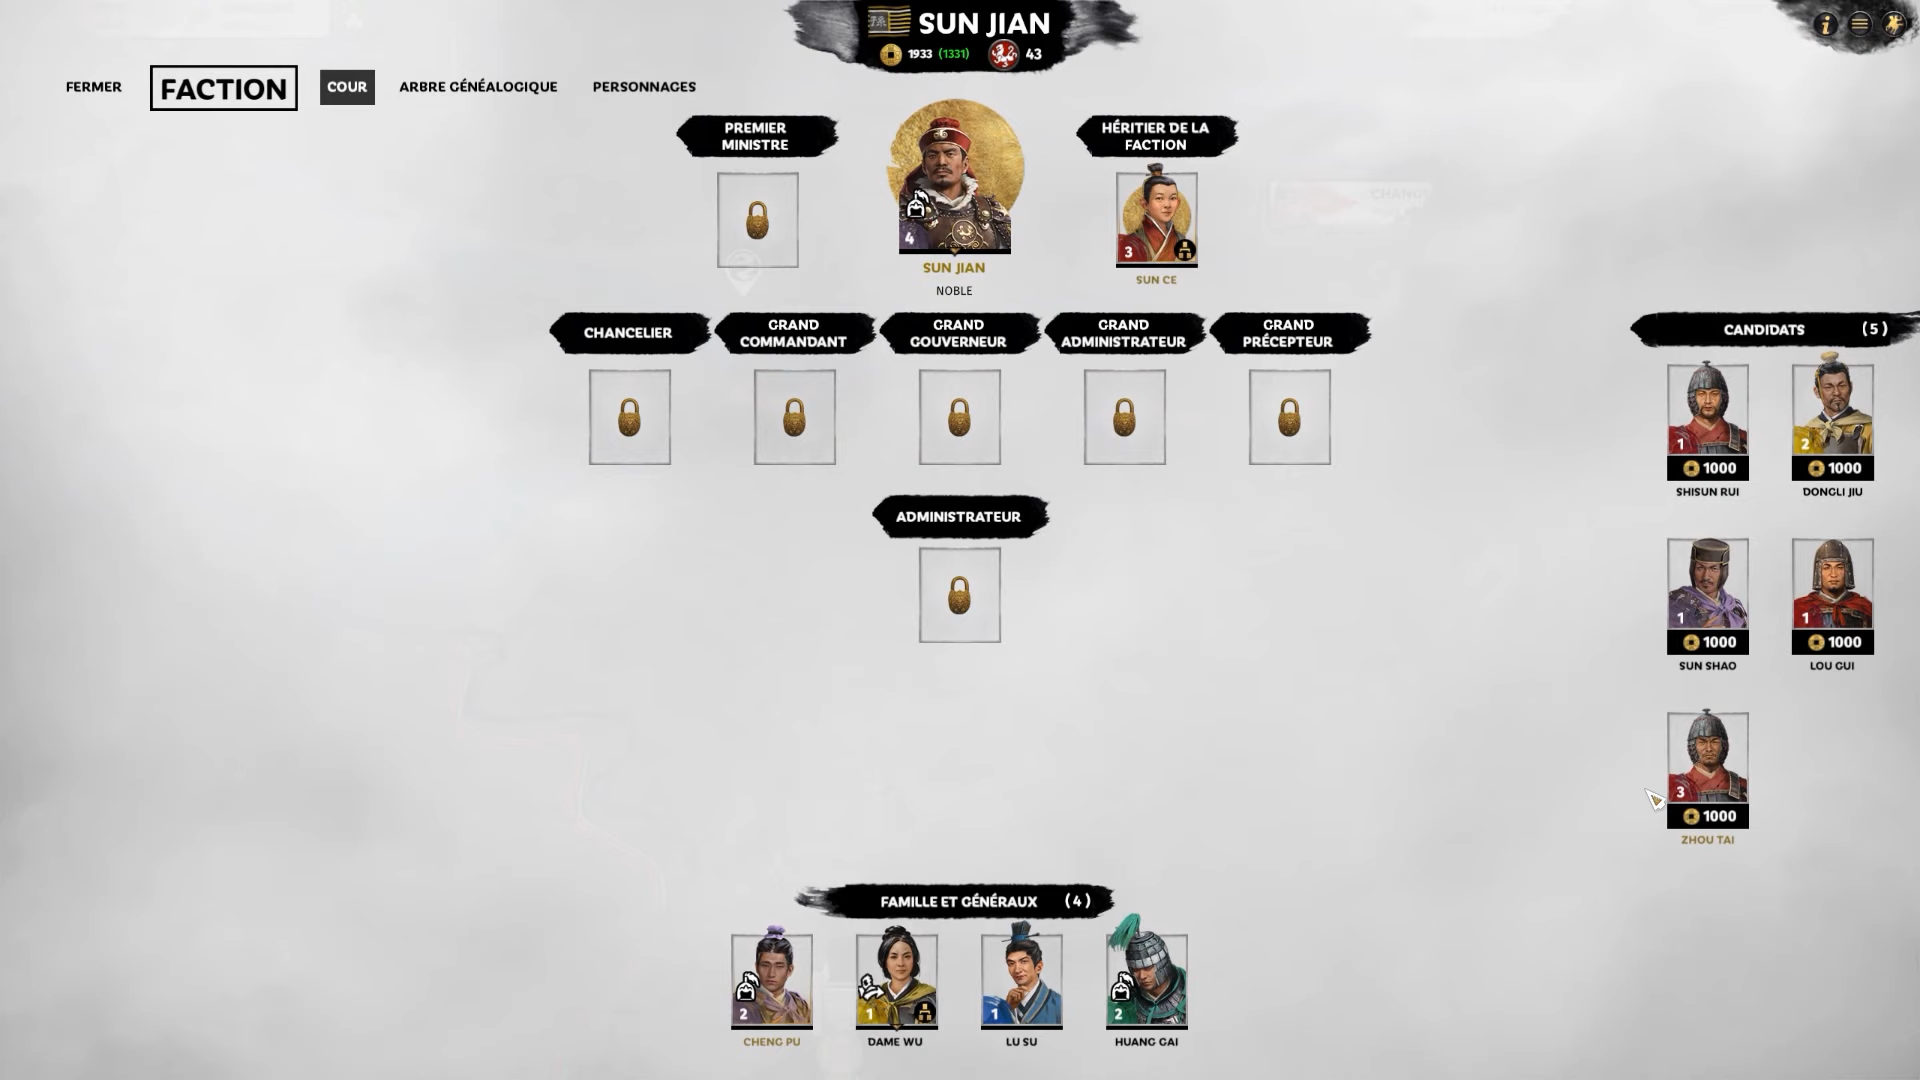 SUN JIAN
1933 (1331) 43
FERMER FACTION COUR ARBRE GÉNÉALOGIQUE PERSONNAGES
PREMIER
MINISTRE
HÉRITIER DE LA
FACTION
4
SUN JIAN
NOBLE
3
SUN CE
CHANCELIER
GRAND
COMMANDANT
GRAND
GOUVERNEUR
GRAND
ADMINISTRATEUR
GRAND
PRÉCEPTEUR
ADMINISTRATEUR
CANDIDATS (5)
1
1000
SHISUN RUI
2
1000
DONGLI JIU
1
1000
SUN SHAO
1
1000
LOU GUI
3
1000
ZHOU TAI
FAMILLE ET GÉNÉRAUX (4)
2
CHENG PU
1
DAME WU
1
LU SU
2
HUANG GAI